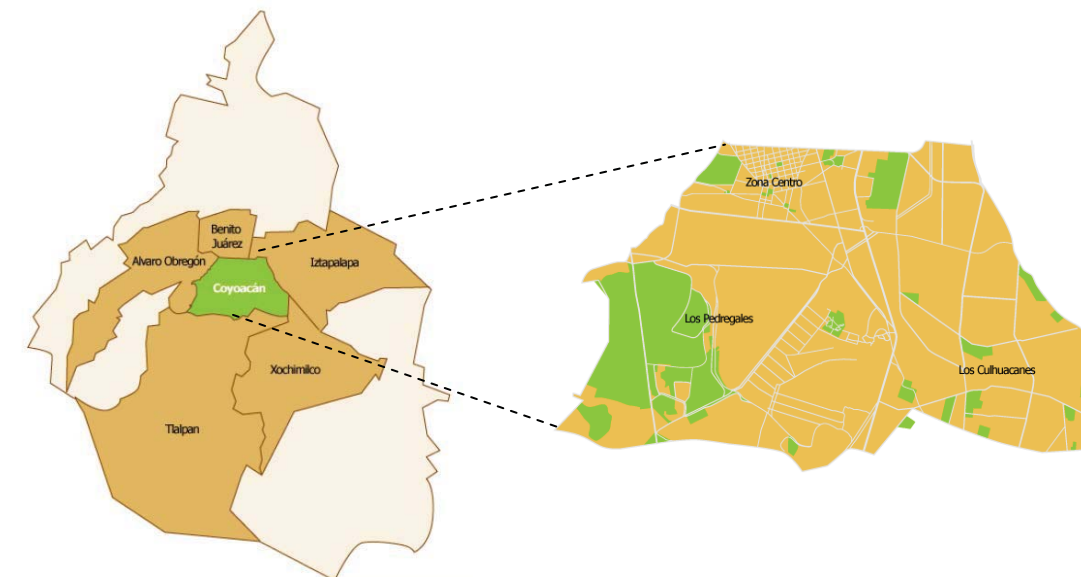 Benito
Juárez
Alvaro Obregón
Iztapalapa
Coyoacán
Xochimilco
Tlalpan
Zona Centro
Los Pedregales
Los Culhuacanes